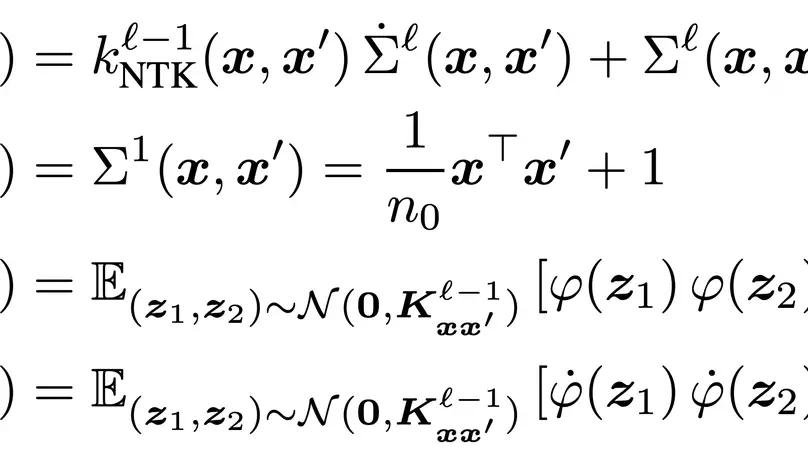 ) = k^{ℓ−1}_{NTK}(x, x′) Σ̇^ℓ(x, x′) + Σ^ℓ(x, x
) = Σ^1(x, x′) = \frac{1}{n_0} x^⊤x′ + 1
) = 𝔼_{(z_1,z_2)∼𝒩(0,K^{ℓ−1}_{xx′})} [φ(z_1) φ(z_2)
) = 𝔼_{(z_1,z_2)∼𝒩(0,K^{ℓ−1}_{xx′})} [φ̇(z_1) φ̇(z_2)